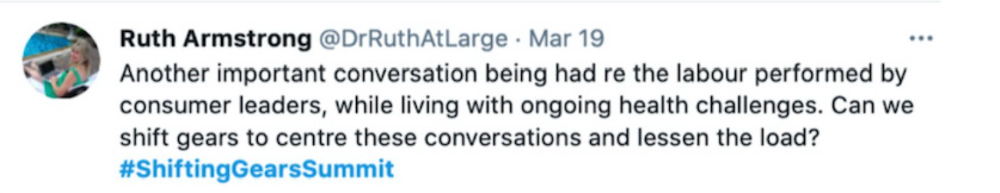 Ruth Armstrong @DrRuthAtLarge · Mar 19
Another important conversation being had re the labour performed by
consumer leaders, while living with ongoing health challenges. Can we
shift gears to centre these conversations and lessen the load?
#ShiftingGearsSummit